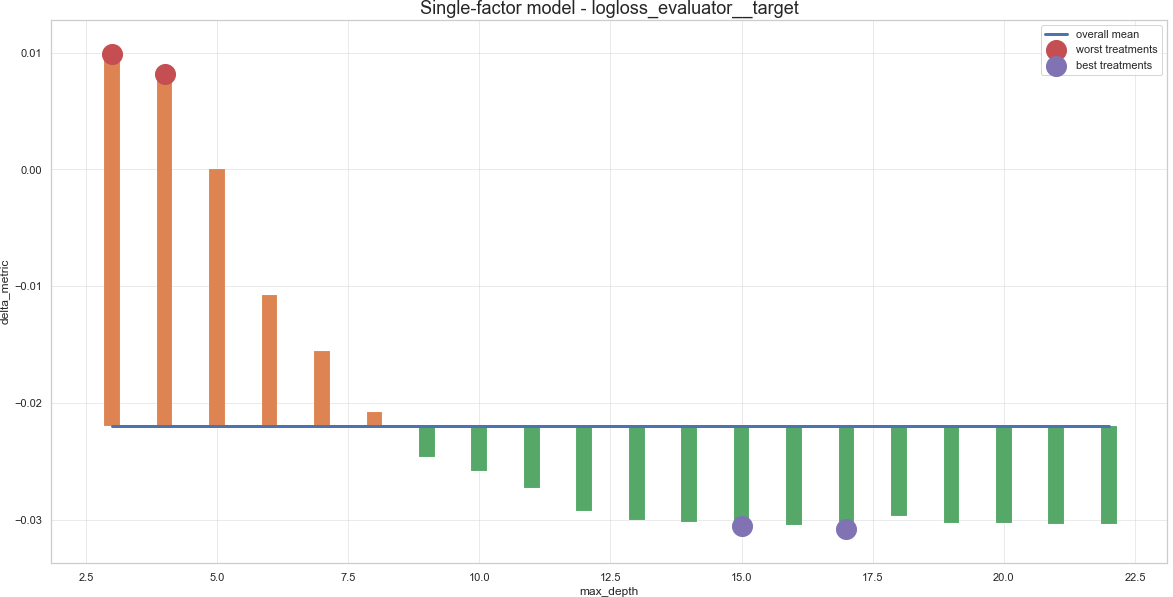 Single-factor model - logloss_evaluator__target
overall mean
worst treatments
best treatments
delta_metric
0.01
0.00
−0.01
−0.02
−0.03
2.5 5.0 7.5 10.0 12.5 15.0 17.5 20.0 22.5
max_depth